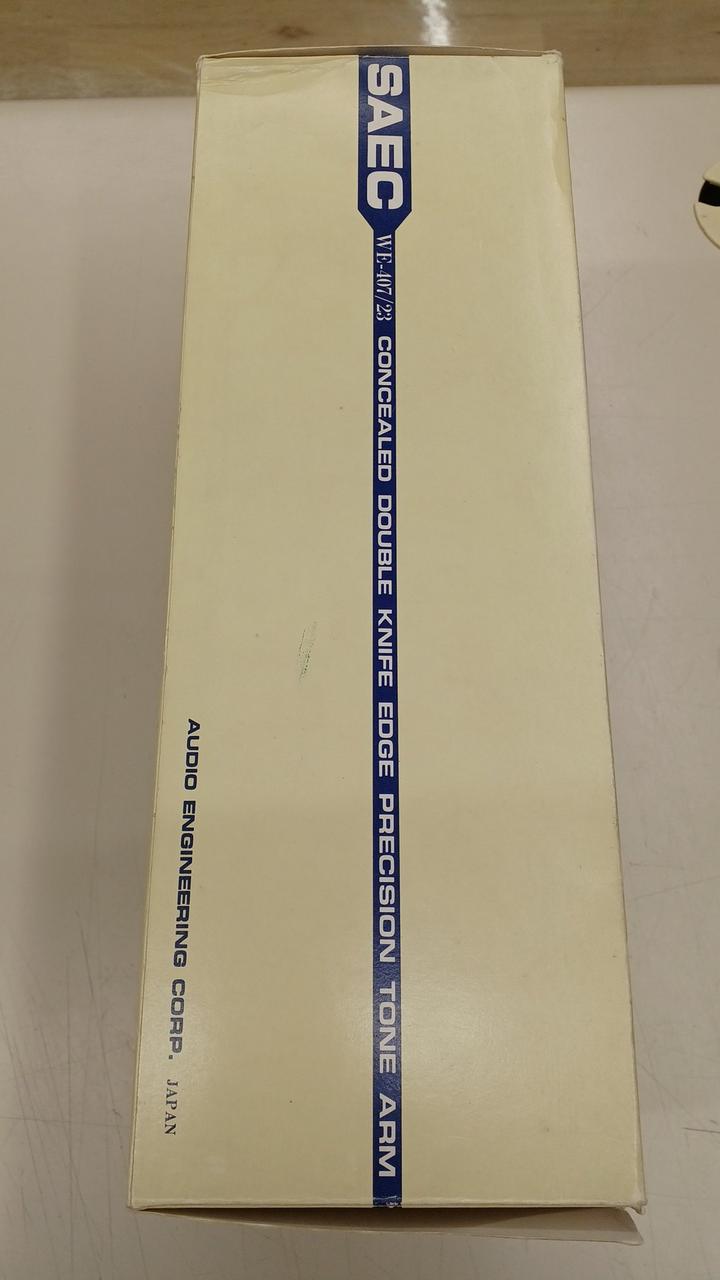 SAEC WE-407/23 CONCEALED DOUBLE KNIFE EDGE PRECISION TONE ARM
AUDIO ENGINEERING CORP. JAPAN